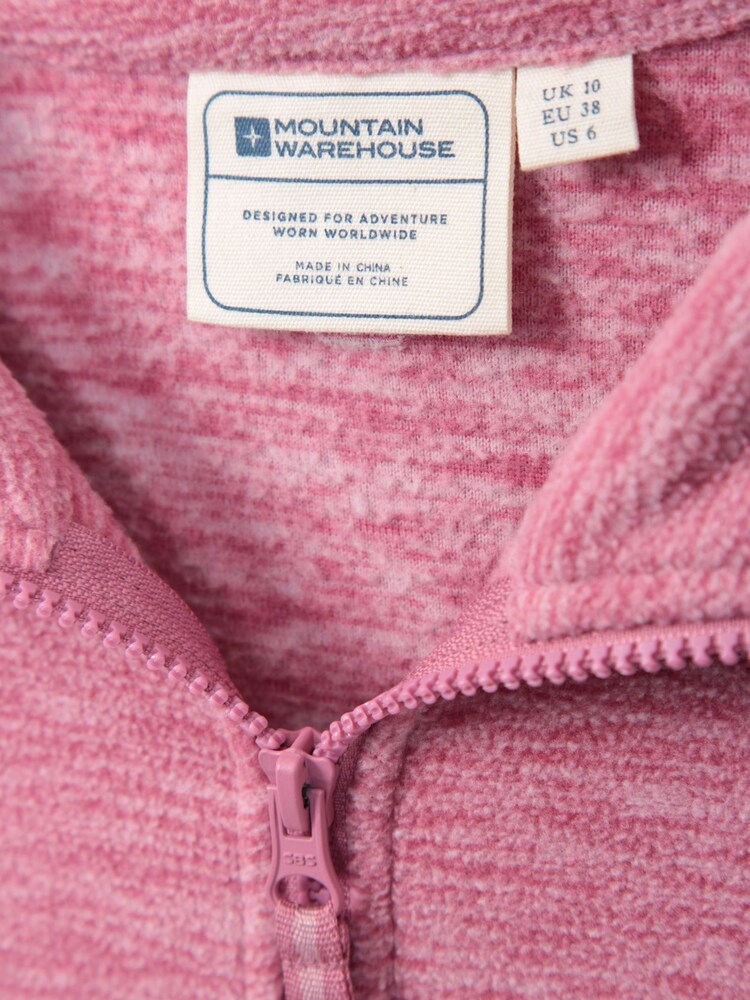 MOUNTAIN
WAREHOUSE
DESIGNED FOR ADVENTURE
WORN WORLDWIDE
MADE IN CHINA
FABRIQUÉ EN CHINE
UK 10
EU 38
US 6
SBS